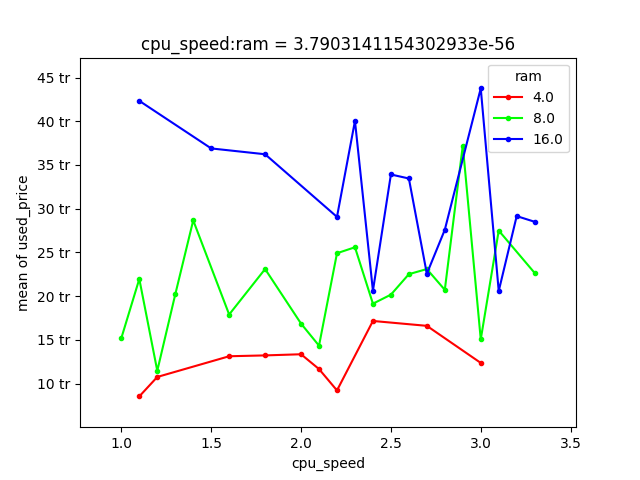 cpu_speed:ram = 3.7903141154302933e-56
45 tr
40 tr
35 tr
30 tr
25 tr
20 tr
15 tr
10 tr
mean of used_price
ram
4.0
8.0
16.0
1.0 1.5 2.0 2.5 3.0 3.5
cpu_speed